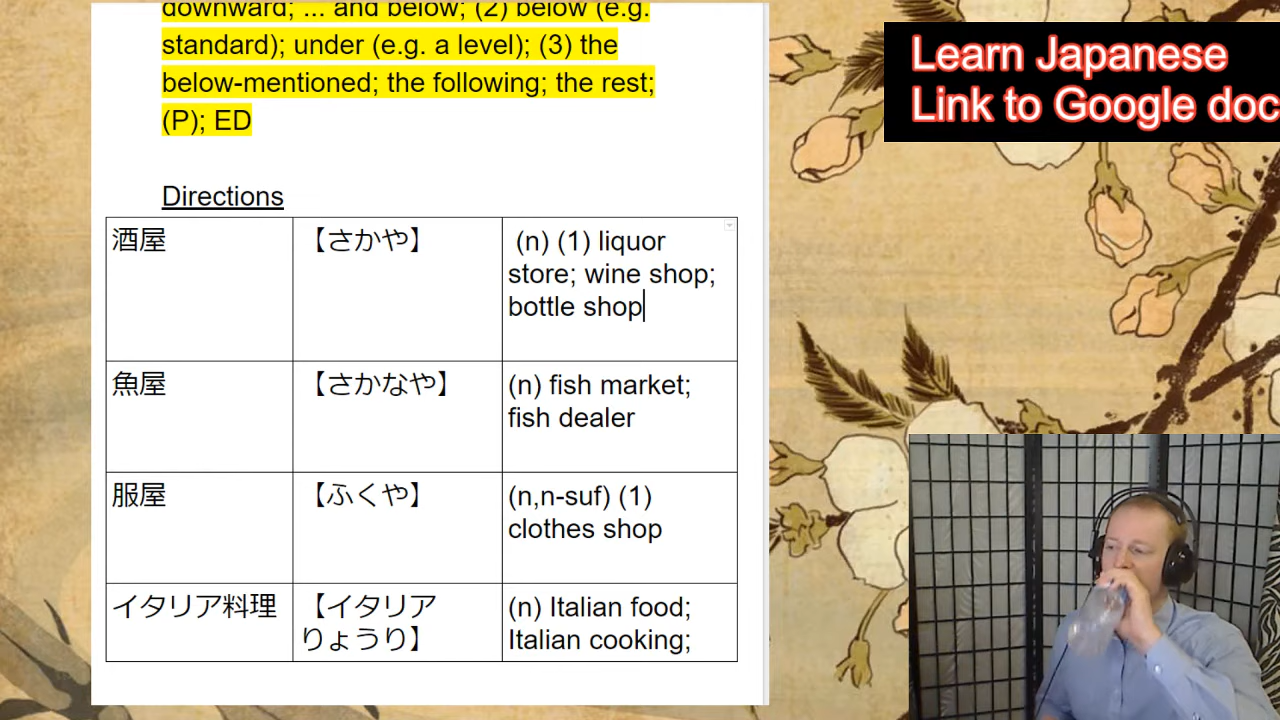 downward; ... and below; (2) below (e.g.
standard); under (e.g. a level); (3) the
below-mentioned; the following; the rest;
(P); ED
Learn Japanese
Link to Google doc
Directions
酒屋
【さかや】
(n) (1) liquor
store; wine shop;
bottle shop
魚屋
【さかなや】
(n) fish market;
fish dealer
服屋
【ふくや】
(n,n-suf) (1)
clothes shop
イタリア料理
【イタリア
りょうり】
(n) Italian food;
Italian cooking;